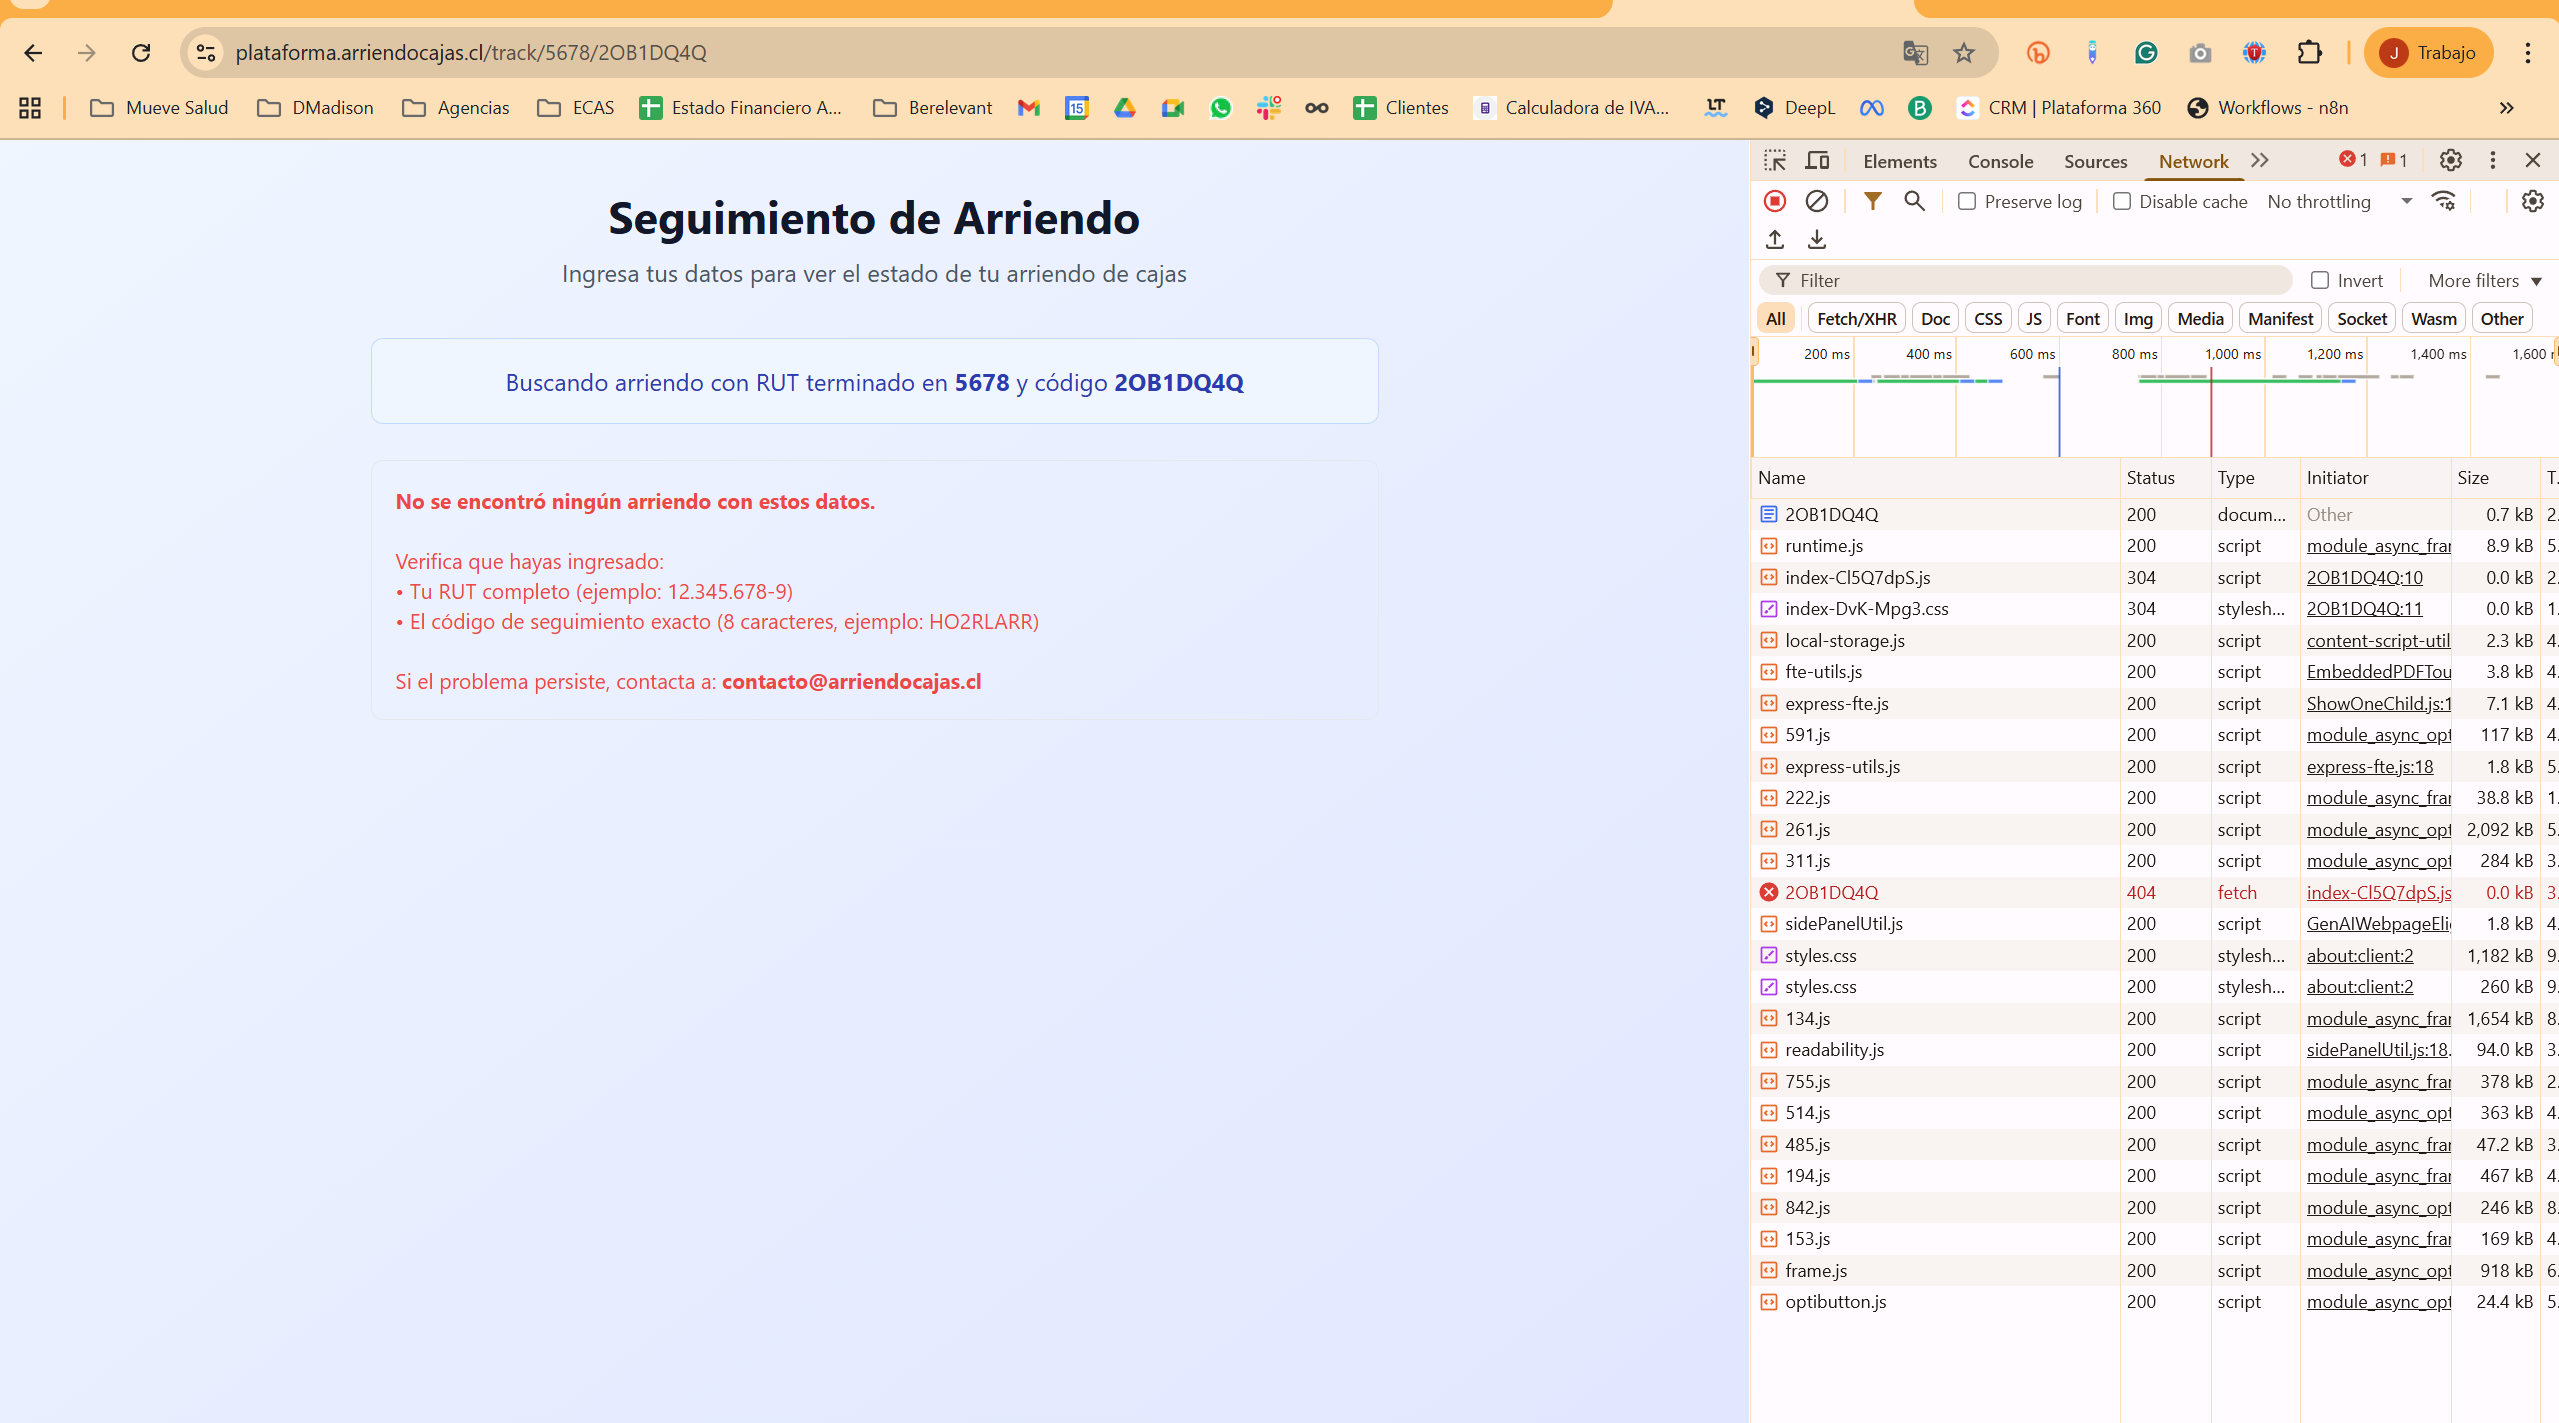 plataforma.arriendocajas.cl/track/5678/2OB1DQ4Q
J Trabajo
Mueve Salud DMadison Agencias ECAS Estado Financiero A... Berelevant 15 Clientes Calculadora de IVA... LT DeepL B CRM | Plataforma 360 Workflows - n8n »
Seguimiento de Arriendo
Ingresa tus datos para ver el estado de tu arriendo de cajas
Buscando arriendo con RUT terminado en 5678 y código 2OB1DQ4Q
No se encontró ningún arriendo con estos datos.
Verifica que hayas ingresado:
• Tu RUT completo (ejemplo: 12.345.678-9)
• El código de seguimiento exacto (8 caracteres, ejemplo: HO2RLARR)
Si el problema persiste, contacta a: contacto@arriendocajas.cl
Elements Console Sources Network 1 1
Preserve log Disable cache No throttling
Filter Invert More filters
All Fetch/XHR Doc CSS JS Font Img Media Manifest Socket Wasm Other
200 ms 400 ms 600 ms 800 ms 1,000 ms 1,200 ms 1,400 ms 1,600
Name Status Type Initiator Size T.
2OB1DQ4Q 200 docum... Other 0.7 kB 2.
runtime.js 200 script module_async_frar 8.9 kB 5.
index-Cl5Q7dpS.js 304 script 2OB1DQ4Q:10 0.0 kB 2.
index-DvK-Mpg3.css 304 stylesh... 2OB1DQ4Q:11 0.0 kB 1.
local-storage.js 200 script content-script-util 2.3 kB 4.
fte-utils.js 200 script EmbeddedPDFTou 3.8 kB 4.
express-fte.js 200 script ShowOneChild.js:1 7.1 kB 4.
591.js 200 script module_async_opt 117 kB 4.
express-utils.js 200 script express-fte.js:18 1.8 kB 5.
222.js 200 script module_async_frar 38.8 kB 1.
261.js 200 script module_async_opt 2,092 kB 5.
311.js 200 script module_async_opt 284 kB 3.
2OB1DQ4Q 404 fetch index-Cl5Q7dpS.js 0.0 kB 3.
sidePanelUtil.js 200 script GenAIWebpageElig 1.8 kB 4.
styles.css 200 stylesh... about:client:2 1,182 kB 9.
styles.css 200 stylesh... about:client:2 260 kB 9.
134.js 200 script module_async_frar 1,654 kB 8.
readability.js 200 script sidePanelUtil.js:18. 94.0 kB 3.
755.js 200 script module_async_frar 378 kB 2.
514.js 200 script module_async_opt 363 kB 4.
485.js 200 script module_async_frar 47.2 kB 3.
194.js 200 script module_async_frar 467 kB 4.
842.js 200 script module_async_opt 246 kB 8.
153.js 200 script module_async_frar 169 kB 4.
frame.js 200 script module_async_opt 918 kB 6.
optibutton.js 200 script module_async_opt 24.4 kB 5.